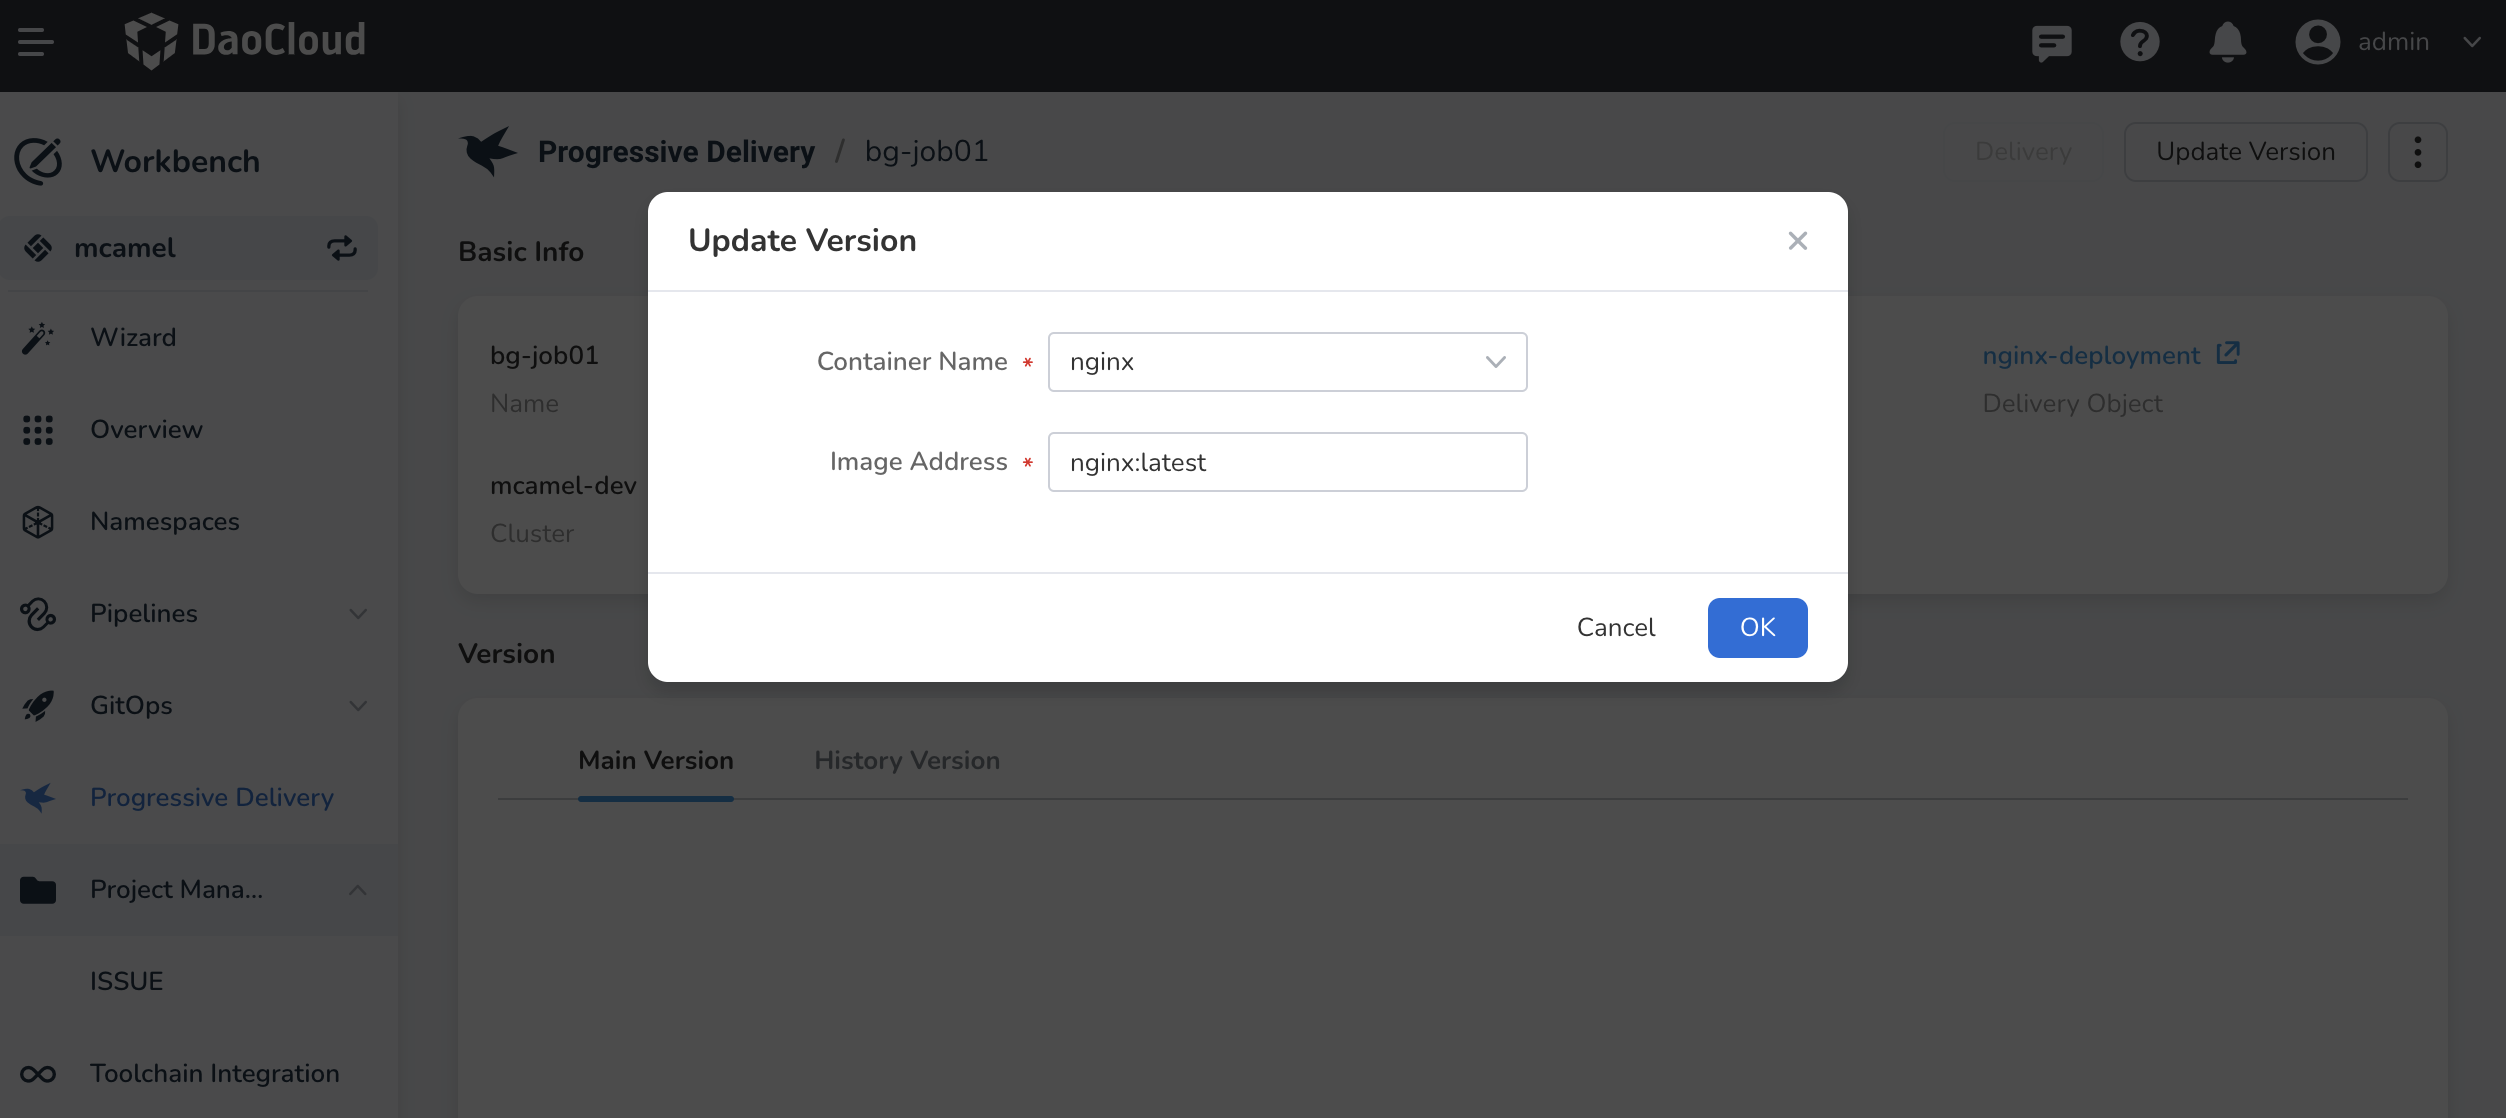 DaoCloud
admin
Workbench
mcamel
Wizard
Overview
Namespaces
Pipelines
GitOps
Progressive Delivery
Project Mana...
ISSUE
Toolchain Integration
Progressive Delivery / bg-job01
Delivery
Update Version
Basic Info
bg-job01
Name
mcamel-dev
Cluster
nginx-deployment
Delivery Object
Update Version
Container Name * nginx
Image Address * nginx:latest
Cancel
OK
Version
Main Version
History Version